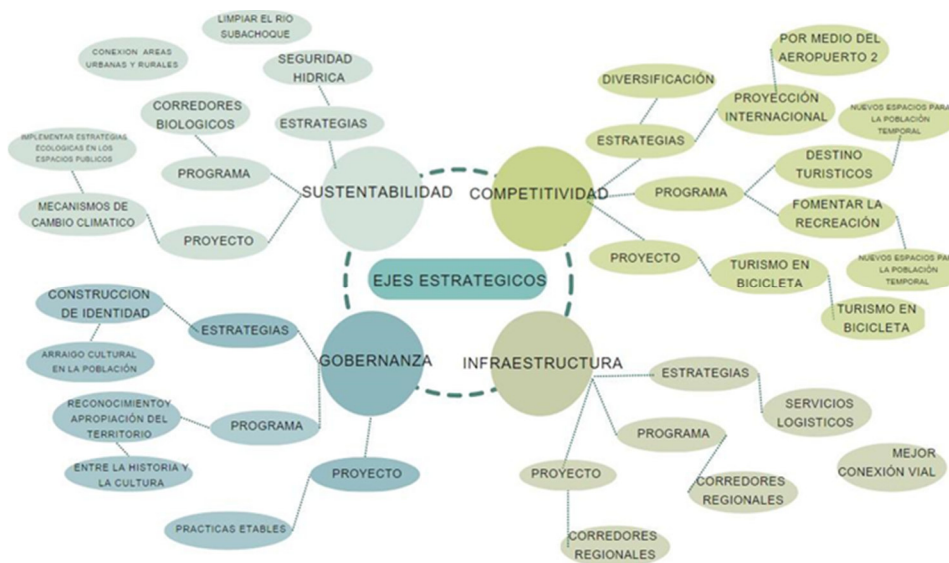 LIMPIAR EL RIO
SUBACHOQUE
CONEXION AREAS
URBANAS Y RURALES
SEGURIDAD
HIDRICA
CORREDORES
BIOLOGICOS
ESTRATEGIAS
IMPLEMENTAR ESTRATEGIAS
ECOLOGICAS EN LOS
ESPACIOS PUBLICOS
PROGRAMA
SUSTENTABILIDAD
MECANISMOS DE
CAMBIO CLIMATICO
PROYECTO
POR MEDIO DEL
AEROPUERTO 2
DIVERSIFICACIÓN
PROYECCIÓN
INTERNACIONAL
NUEVOS ESPACIOS PARA
LA POBLACIÓN
TEMPORAL
ESTRATEGIAS
DESTINO
TURISTICOS
COMPETITIVIDAD
PROGRAMA
FOMENTAR LA
RECREACIÓN
PROYECTO
TURISMO EN
BICICLETA
NUEVOS ESPACIOS PARA
LA POBLACIÓN
TEMPORAL
TURISMO EN
BICICLETA
EJES ESTRATEGICOS
CONSTRUCCION
DE IDENTIDAD
ESTRATEGIAS
GOBERNANZA
ARRAIGO CULTURAL
EN LA POBLACIÓN
RECONOCIMIENTOY
APROPIACIÓN DEL
TERRITORIO
PROGRAMA
ENTRE LA HISTORIA Y
LA CULTURA
PROYECTO
PRACTICAS ETABLES
INFRAESTRUCTURA
ESTRATEGIAS
SERVICIOS
LOGISTICOS
PROGRAMA
MEJOR
CONEXIÓN VIAL
PROYECTO
CORREDORES
REGIONALES
CORREDORES
REGIONALES